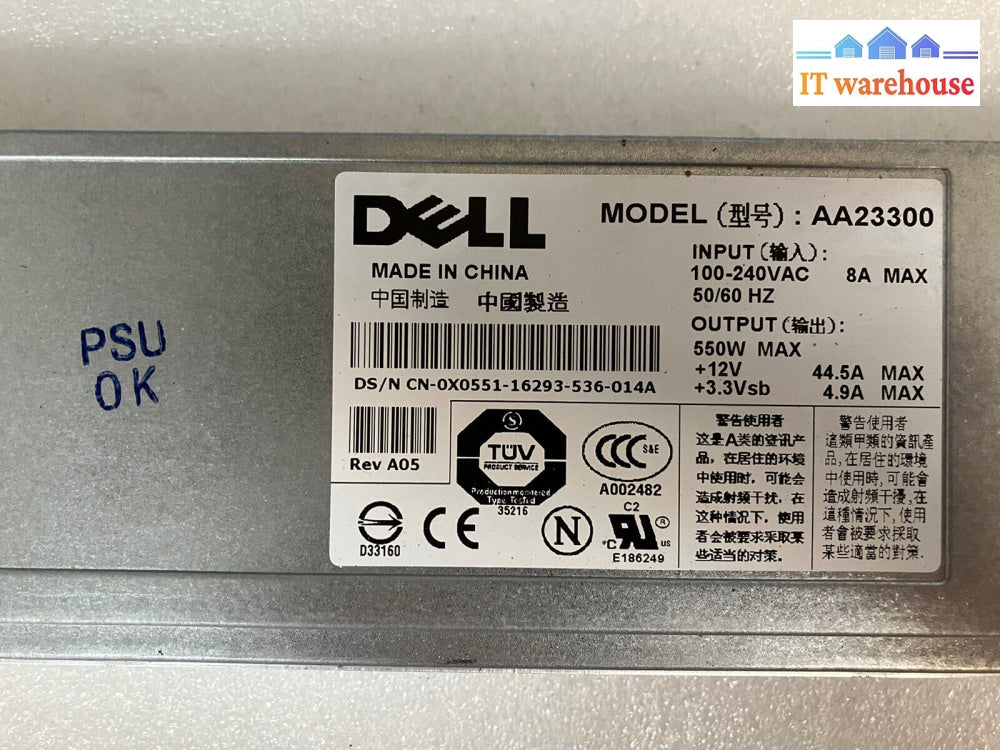 IT warehouse
PSU
OK
DELL
MADE IN CHINA
中国制造 中國製造
DS/N CN-0X0551-16293-536-014A
Rev A05
MODEL (型号) : AA23300
INPUT (输入) :
100-240VAC 8A MAX
50/60 HZ
OUTPUT (输出) :
550W MAX
+12V 44.5A MAX
+3.3Vsb 4.9A MAX
S
TÜV
PRODUCT SERVICE
Production monitored
Type Tested
35216
CCC S&E
A002482
D33160
CE
N
C2
c UL ® US
E186249
警告使用者
这是A类的资讯产
品，在居住的环境
中使用时，可能会
造成射频干扰，在
这种情况下，使用
者会被要求采取某
些适当的对策.
警告使用者
這類甲類的資訊產
品,在居住的環境
中使用時,可能會
造成射頻干擾,在
這種情況下,使用
者會被要求採取
某些適當的對策.